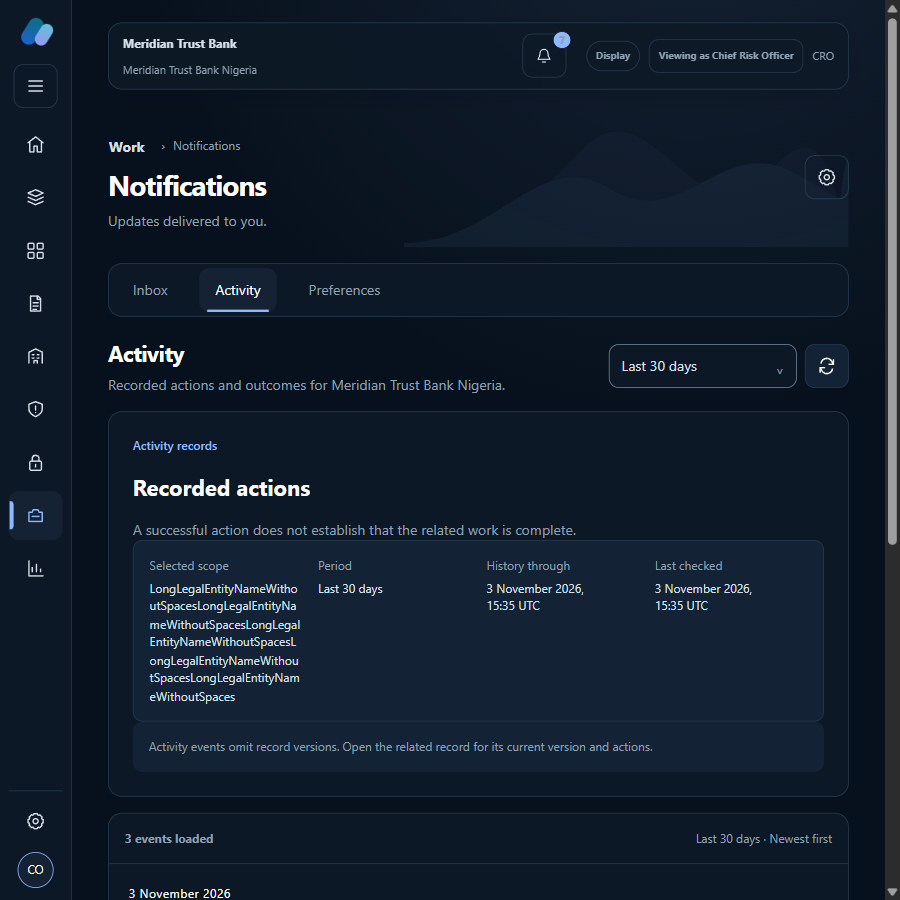 Meridian Trust Bank
Meridian Trust Bank Nigeria
Display
Viewing as Chief Risk Officer
CRO
Work › Notifications
Notifications
Updates delivered to you.
Inbox
Activity
Preferences
Activity
Recorded actions and outcomes for Meridian Trust Bank Nigeria.
Last 30 days
Activity records
Recorded actions
A successful action does not establish that the related work is complete.
Selected scope
LongLegalEntityNameWitho
utSpacesLongLegalEntityNa
meWithoutSpacesLongLegal
EntityNameWithoutSpacesL
ongLegalEntityNameWithou
tSpacesLongLegalEntityNam
eWithoutSpaces
Period
Last 30 days
History through
3 November 2026,
15:35 UTC
Last checked
3 November 2026,
15:35 UTC
Activity events omit record versions. Open the related record for its current version and actions.
3 events loaded
Last 30 days · Newest first
3 November 2026
CO